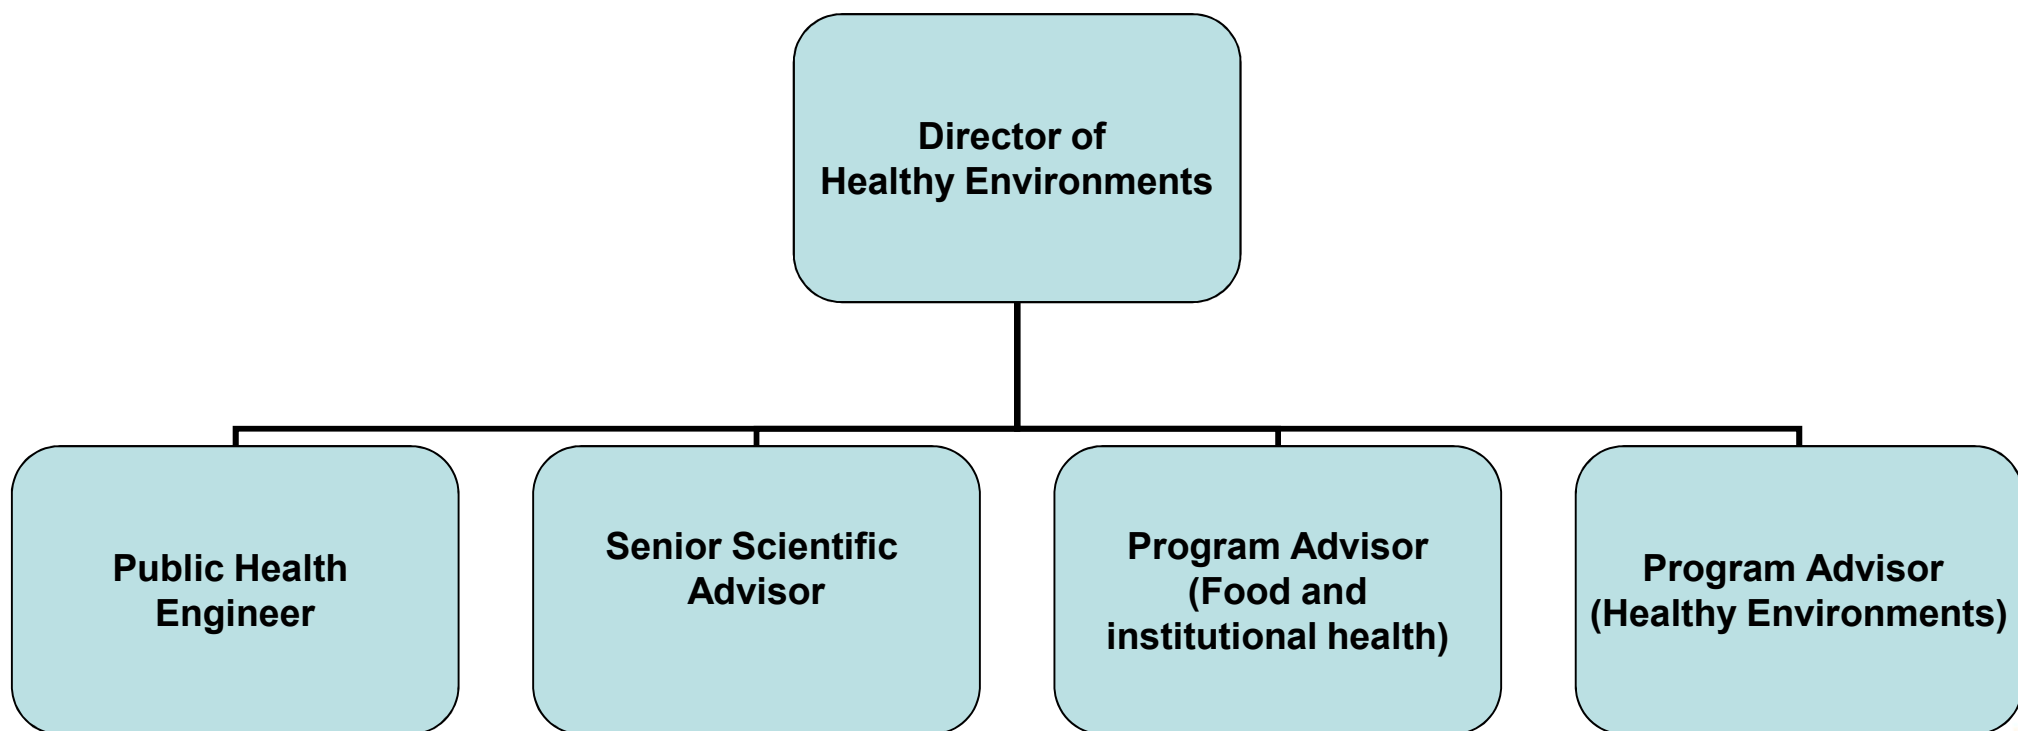 Director of
Healthy Environments
Public Health
Engineer
Senior Scientific
Advisor
Program Advisor
(Food and
institutional health)
Program Advisor
(Healthy Environments)